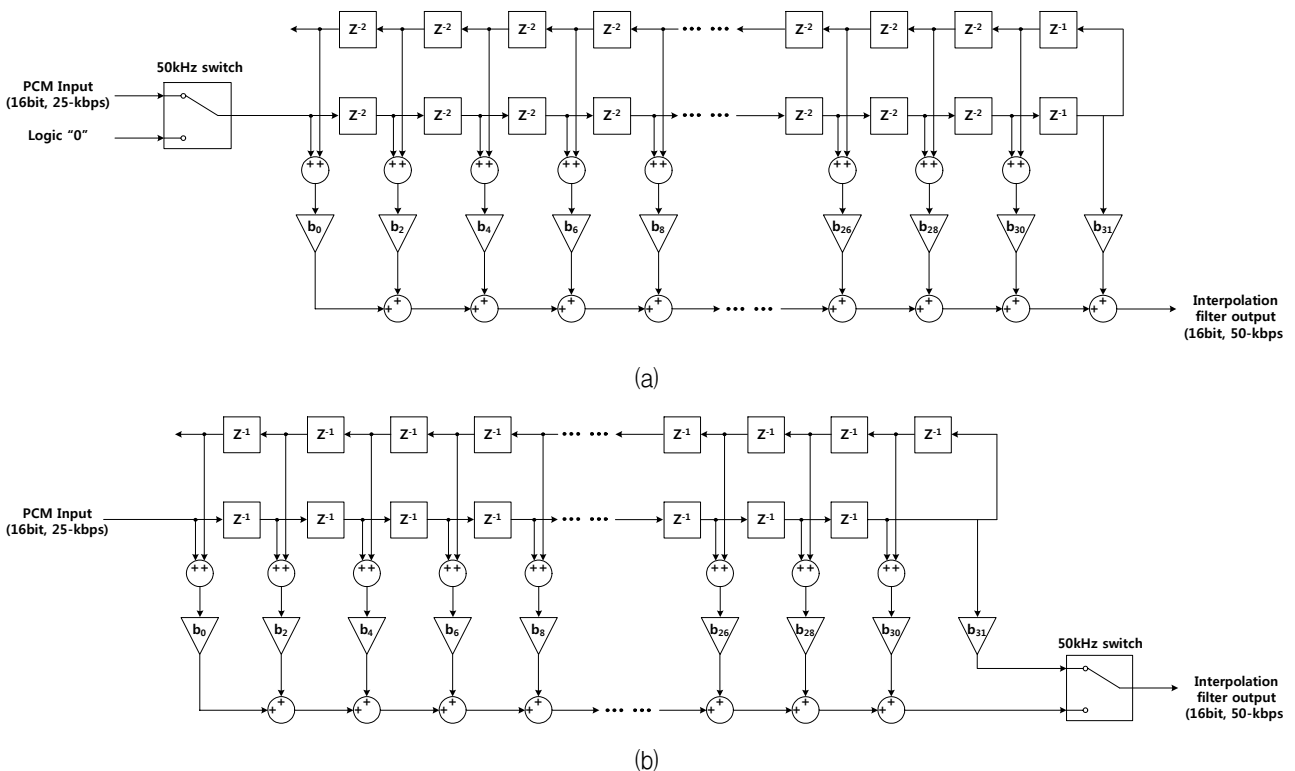 Z-2 Z-2 Z-2 Z-2 ••• ••• Z-2 Z-2 Z-2 Z-1
50kHz switch
PCM Input
(16bit, 25-kbps)
Logic "0"
Z-2 Z-2 Z-2 Z-2 ••• ••• Z-2 Z-2 Z-2 Z-1
++ ++ ++ ++ ++ ++ ++ ++
b0 b2 b4 b6 b8 b26 b28 b30 b31
+ + + + + + + + + + + + + + + +
••• •••
Interpolation
filter output
(16bit, 50-kbps
(a)
Z-1 Z-1 Z-1 Z-1 ••• ••• Z-1 Z-1 Z-1 Z-1
PCM Input
(16bit, 25-kbps)
Z-1 Z-1 Z-1 Z-1 ••• ••• Z-1 Z-1 Z-1
++ ++ ++ ++ ++ ++ ++ ++
b0 b2 b4 b6 b8 b26 b28 b30 b31
50kHz switch
+ + + + + + + + + + + + + +
••• •••
Interpolation
filter output
(16bit, 50-kbps
(b)